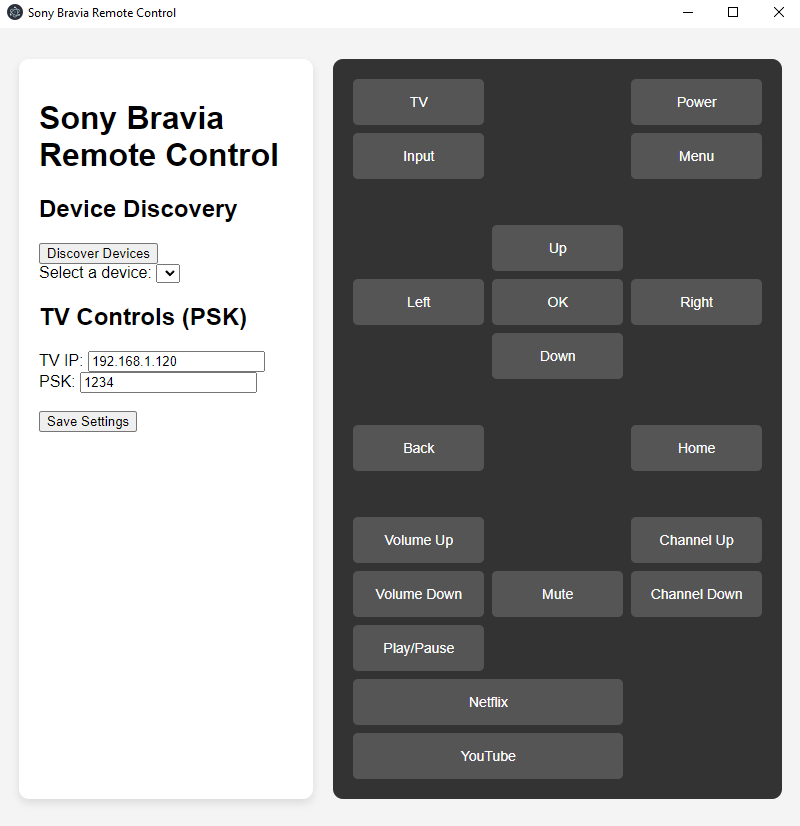 Sony Bravia Remote Control
Sony Bravia
Remote Control
Device Discovery
Discover Devices
Select a device:
TV Controls (PSK)
TV IP: 192.168.1.120
PSK: 1234
Save Settings
TV
Power
Input
Menu
Up
Left
OK
Right
Down
Back
Home
Volume Up
Channel Up
Volume Down
Mute
Channel Down
Play/Pause
Netflix
YouTube